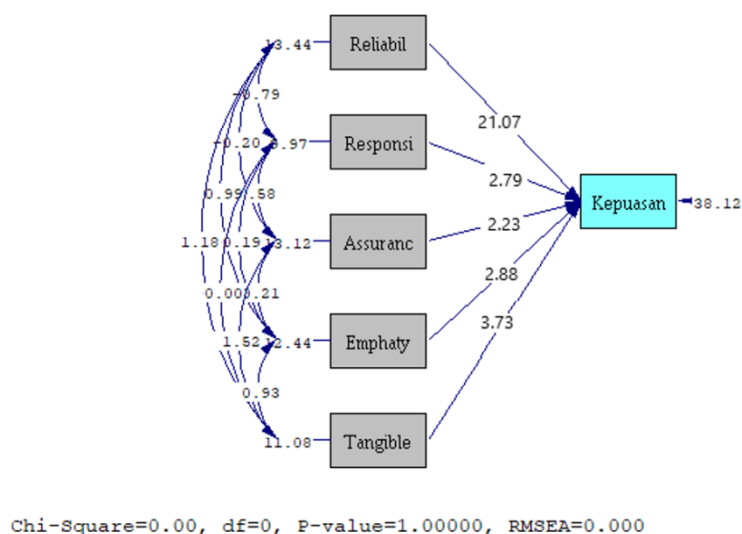 13.44 Reliabil
-0.79
21.07
-0.20 9.97 Responsi
2.79
0.99 .58
Kepuasan 38.12
2.23
1.18 0.19 13.12 Assuranc
2.88
0.00 0.21
3.73
1.52 12.44 Emphaty
0.93
11.08 Tangible
Chi-Square=0.00, df=0, P-value=1.00000, RMSEA=0.000